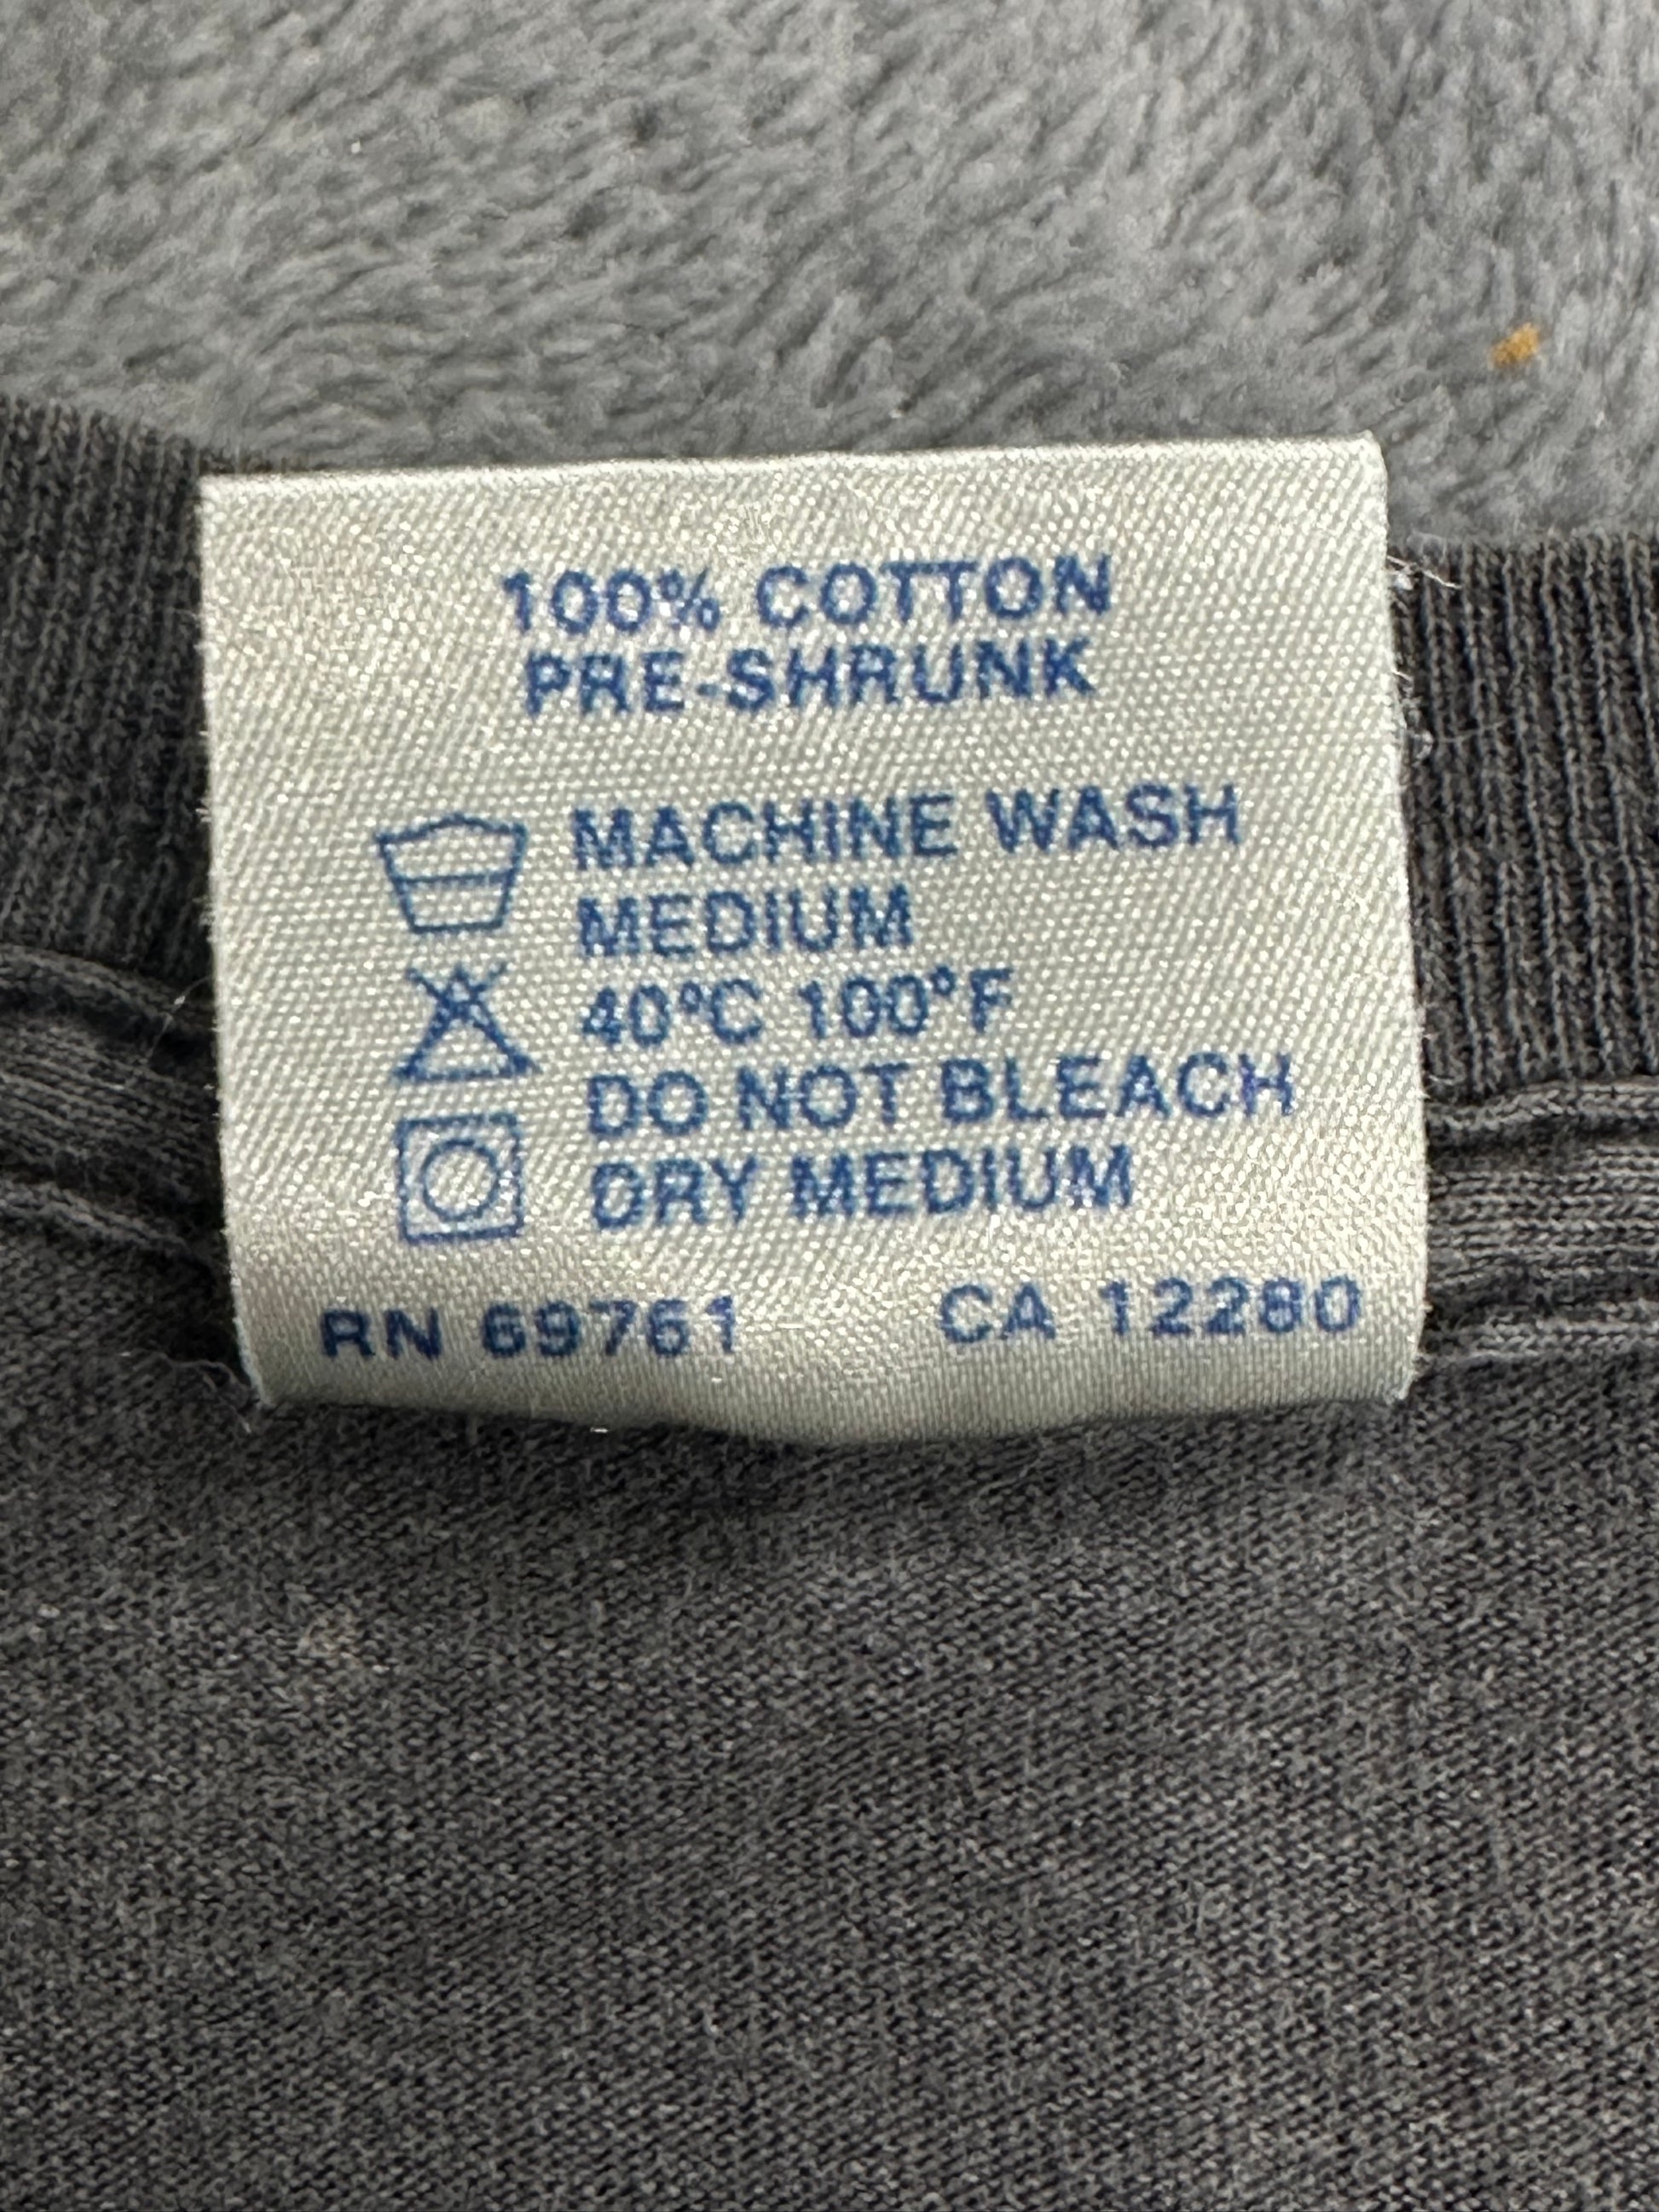 100% COTTON
PRE-SHRUNK
MACHINE WASH
MEDIUM
40°C 100°F
DO NOT BLEACH
DRY MEDIUM
RN 69761 CA 12280